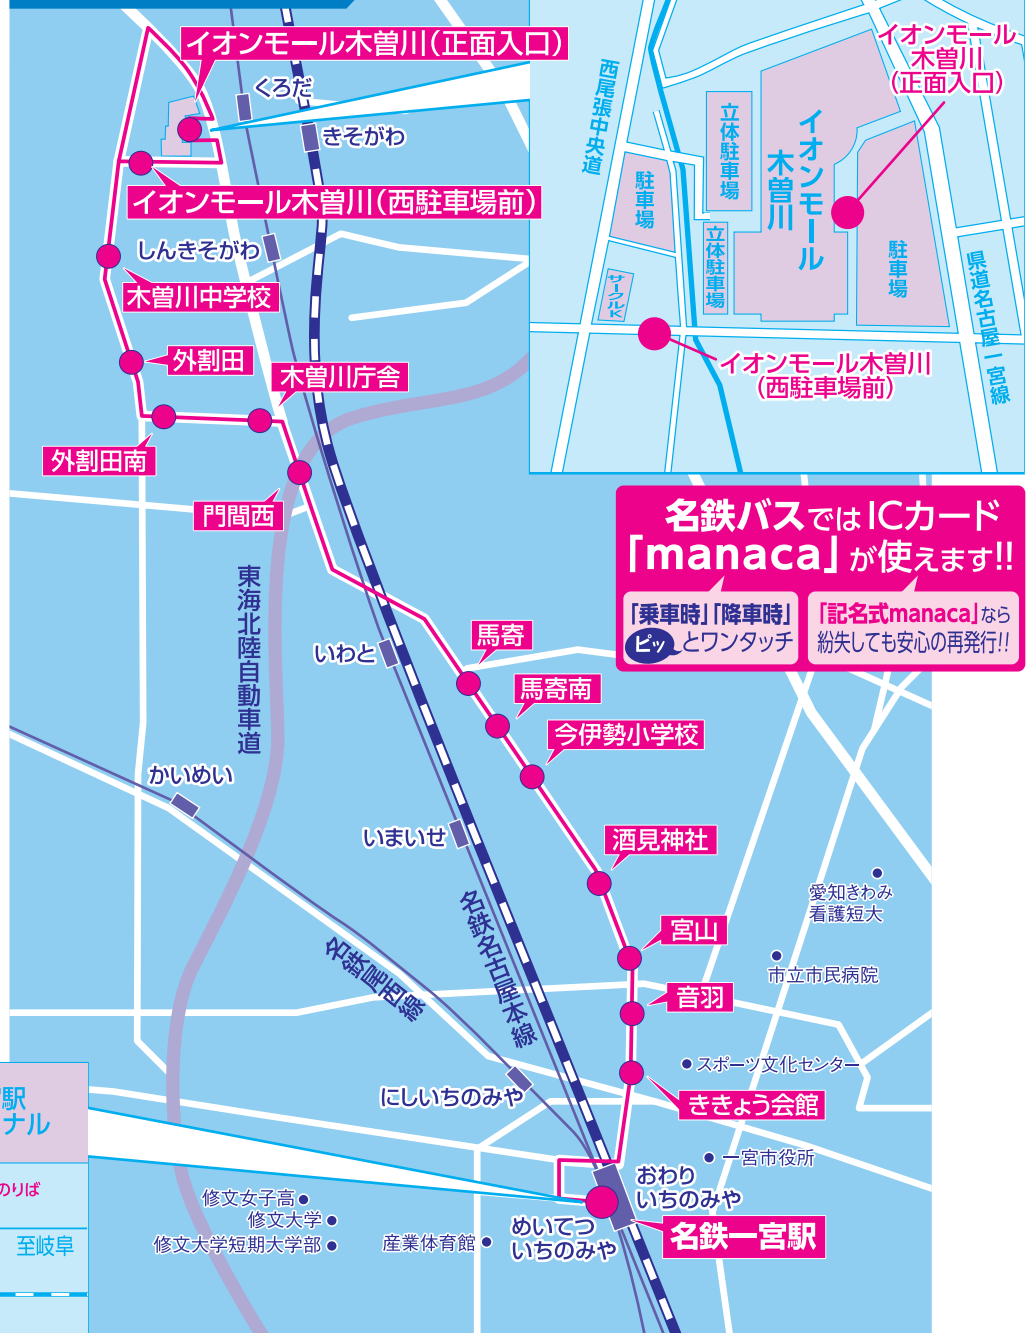 イオンモール木曽川（正面入口）
くろだ
きそがわ
イオンモール木曽川（西駐車場前）
しんきそがわ
木曽川中学校
外割田
木曽川庁舎
外割田南
門間西
東海北陸自動車道
西尾張中央道
駐車場
立体駐車場
立体駐車場
サークルK
イオンモール
木曽川
イオンモール
木曽川
（正面入口）
駐車場
県道名古屋一宮線
イオンモール木曽川
（西駐車場前）
名鉄バスではICカード
「manaca」が使えます!!
「乗車時」「降車時」
ピッとワンタッチ
「記名式manaca」なら
紛失しても安心の再発行!!
いわと
馬寄
馬寄南
今伊勢小学校
かいめい
いまいせ
酒見神社
名鉄名古屋本線
名鉄尾西線
宮山
音羽
愛知きわみ
看護短大
市立市民病院
スポーツ文化センター
ききょう会館
にしいちのみや
一宮市役所
おわり
いちのみや
めいてつ
いちのみや
名鉄一宮駅
修文女子高
修文大学
修文大学短期大学部
産業体育館
駅
ナル
のりば
至岐阜